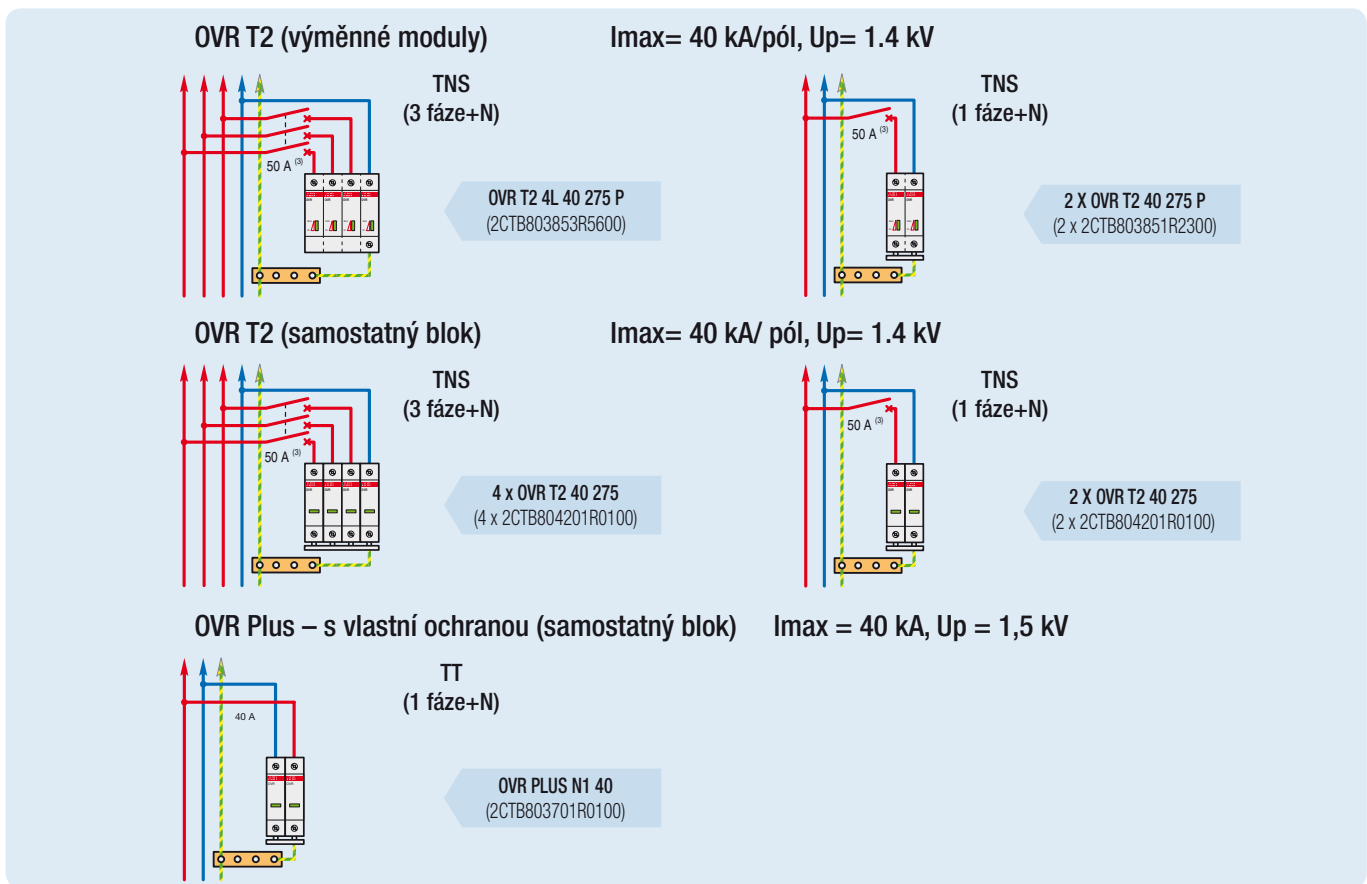 OVR T2 (výměnné moduly) Imax= 40 kA/pól, Up= 1.4 kV
TNS
(3 fáze+N)
50 A (3)
OVR T2 4L 40 275 P
(2CTB803853R5600)
TNS
(1 fáze+N)
50 A (3)
2 X OVR T2 40 275 P
(2 x 2CTB803851R2300)
OVR T2 (samostatný blok) Imax= 40 kA/ pól, Up= 1.4 kV
TNS
(3 fáze+N)
50 A (3)
4 x OVR T2 40 275
(4 x 2CTB804201R0100)
TNS
(1 fáze+N)
50 A (3)
2 X OVR T2 40 275
(2 x 2CTB804201R0100)
OVR Plus – s vlastní ochranou (samostatný blok) Imax = 40 kA, Up = 1,5 kV
TT
(1 fáze+N)
40 A
OVR PLUS N1 40
(2CTB803701R0100)